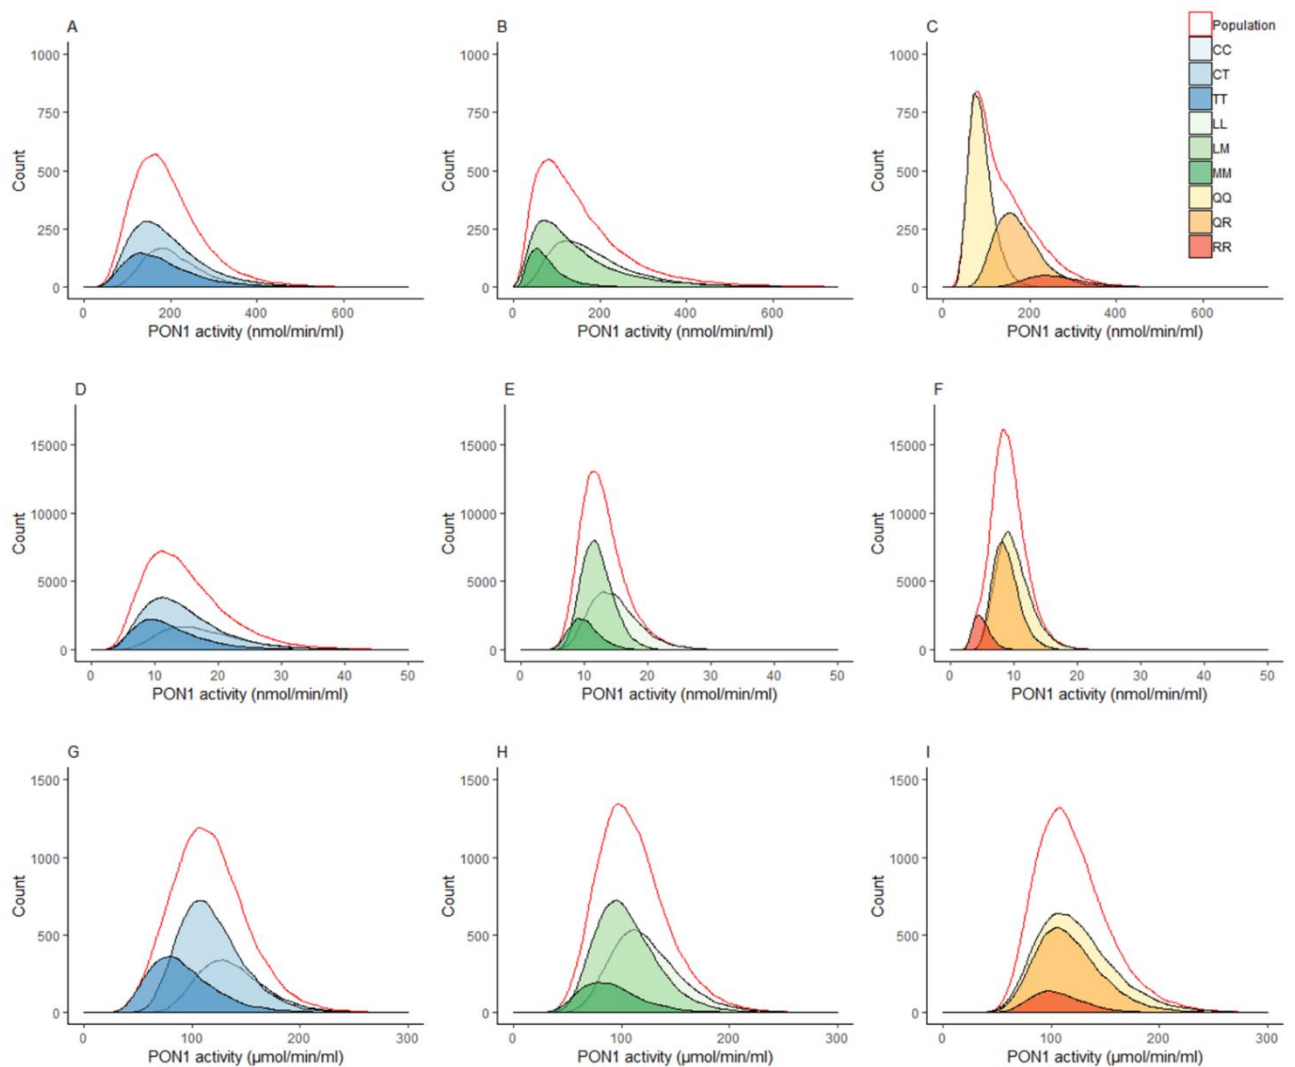 A
1000
750
500
250
0
Count
0
200
400
600
PON1 activity (nmol/min/ml)
B
1000
750
500
250
0
Count
0
200
400
600
PON1 activity (nmol/min/ml)
C
1000
750
500
250
0
Count
0
200
400
600
PON1 activity (nmol/min/ml)
Population
CC
CT
TT
LL
LM
MM
QQ
QR
RR
D
15000
10000
5000
0
Count
0
10
20
30
40
50
PON1 activity (nmol/min/ml)
E
15000
10000
5000
0
Count
0
10
20
30
40
50
PON1 activity (nmol/min/ml)
F
15000
10000
5000
0
Count
0
10
20
30
40
50
PON1 activity (nmol/min/ml)
G
1500
1000
500
0
Count
0
100
200
300
PON1 activity (µmol/min/ml)
H
1500
1000
500
0
Count
0
100
200
300
PON1 activity (µmol/min/ml)
I
1500
1000
500
0
Count
0
100
200
300
PON1 activity (µmol/min/ml)